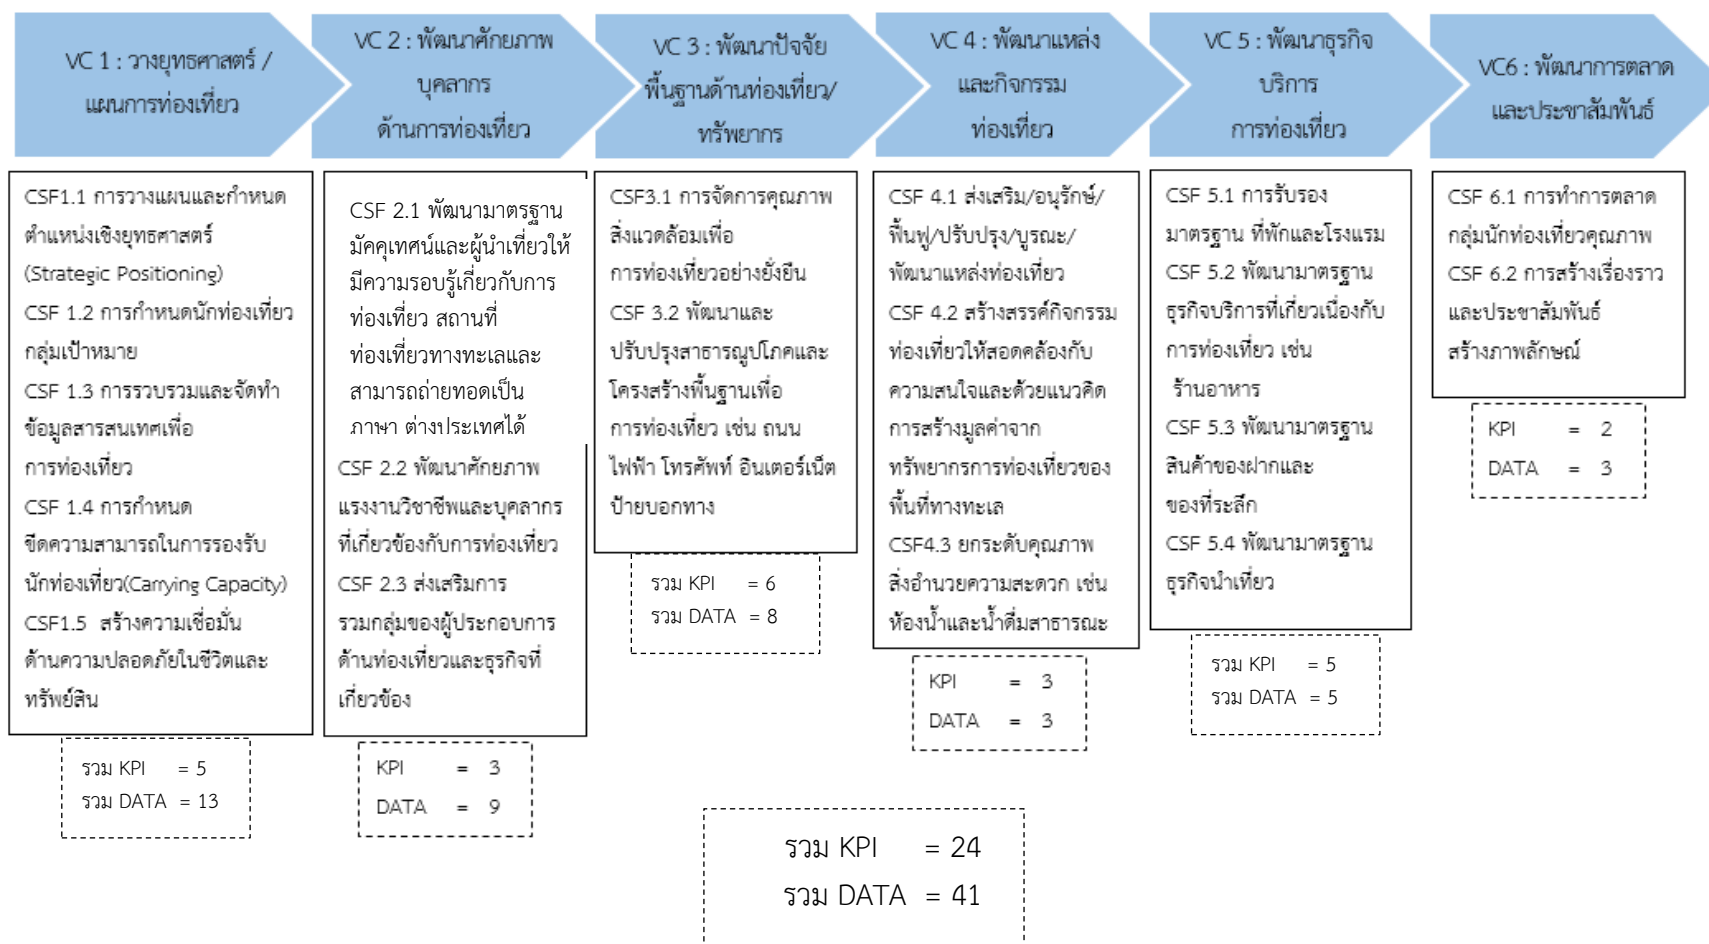 VC 1 : วางยุทธศาสตร์ /
แผนการท่องเที่ยว
VC 2 : พัฒนาศักยภาพ
บุคลากร
ด้านการท่องเที่ยว
VC 3 : พัฒนาปัจจัย
พื้นฐานด้านท่องเที่ยว/
ทรัพยากร
VC 4 : พัฒนาแหล่ง
และกิจกรรม
ท่องเที่ยว
VC 5 : พัฒนาธุรกิจ
บริการ
การท่องเที่ยว
VC6 : พัฒนาการตลาด
และประชาสัมพันธ์
CSF1.1 การวางแผนและกำหนด
ตำแหน่งเชิงยุทธศาสตร์
(Strategic Positioning)
CSF 1.2 การกำหนดนักท่องเที่ยว
กลุ่มเป้าหมาย
CSF 1.3 การรวบรวมและจัดทำ
ข้อมูลสารสนเทศเพื่อ
การท่องเที่ยว
CSF 1.4 การกำหนด
ขีดความสามารถในการรองรับ
นักท่องเที่ยว(Carrying Capacity)
CSF1.5 สร้างความเชื่อมั่น
ด้านความปลอดภัยในชีวิตและ
ทรัพย์สิน
รวม KPI = 5
รวม DATA = 13
CSF 2.1 พัฒนามาตรฐาน
มัคคุเทศน์และผู้นำเที่ยวให้
มีความรอบรู้เกี่ยวกับการ
ท่องเที่ยว สถานที่
ท่องเที่ยวทางทะเลและ
สามารถถ่ายทอดเป็น
ภาษา ต่างประเทศได้
CSF 2.2 พัฒนาศักยภาพ
แรงงานวิชาชีพและบุคลากร
ที่เกี่ยวข้องกับการท่องเที่ยว
CSF 2.3 ส่งเสริมการ
รวมกลุ่มของผู้ประกอบการ
ด้านท่องเที่ยวและธุรกิจที่
เกี่ยวข้อง
KPI = 3
DATA = 9
CSF3.1 การจัดการคุณภาพ
สิ่งแวดล้อมเพื่อ
การท่องเที่ยวอย่างยั่งยืน
CSF 3.2 พัฒนาและ
ปรับปรุงสาธารณูปโภคและ
โครงสร้างพื้นฐานเพื่อ
การท่องเที่ยว เช่น ถนน
ไฟฟ้า โทรศัพท์ อินเตอร์เน็ต
ป้ายบอกทาง
รวม KPI = 6
รวม DATA = 8
CSF 4.1 ส่งเสริม/อนุรักษ์/
ฟื้นฟู/ปรับปรุง/บูรณะ/
พัฒนาแหล่งท่องเที่ยว
CSF 4.2 สร้างสรรค์กิจกรรม
ท่องเที่ยวให้สอดคล้องกับ
ความสนใจและด้วยแนวคิด
การสร้างมูลค่าจาก
ทรัพยากรการท่องเที่ยวของ
พื้นที่ทางทะเล
CSF4.3 ยกระดับคุณภาพ
สิ่งอำนวยความสะดวก เช่น
ห้องน้ำและน้ำดื่มสาธารณะ
KPI = 3
DATA = 3
CSF 5.1 การรับรอง
มาตรฐาน ที่พักและโรงแรม
CSF 5.2 พัฒนามาตรฐาน
ธุรกิจบริการที่เกี่ยวเนื่องกับ
การท่องเที่ยว เช่น
ร้านอาหาร
CSF 5.3 พัฒนามาตรฐาน
สินค้าของฝากและ
ของที่ระลึก
CSF 5.4 พัฒนามาตรฐาน
ธุรกิจนำเที่ยว
รวม KPI = 5
รวม DATA = 5
CSF 6.1 การทำการตลาด
กลุ่มนักท่องเที่ยวคุณภาพ
CSF 6.2 การสร้างเรื่องราว
และประชาสัมพันธ์
สร้างภาพลักษณ์
KPI = 2
DATA = 3
รวม KPI = 24
รวม DATA = 41